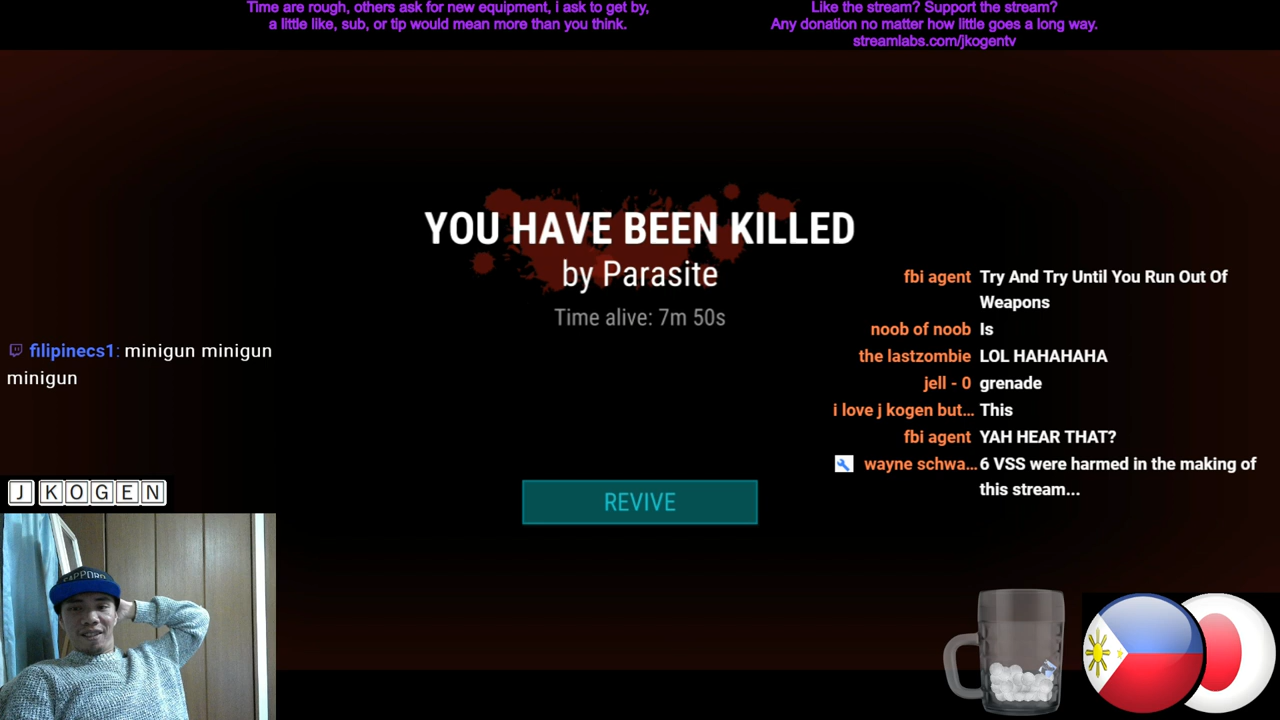 Time are rough, others ask for new equipment, i ask to get by,
a little like, sub, or tip would mean more than you think.
Like the stream? Support the stream?
Any donation no matter how little goes a long way.
streamlabs.com/jkogentv
YOU HAVE BEEN KILLED
by Parasite
Time alive: 7m 50s
REVIVE
filipinecs1: minigun minigun
minigun
fbi agent Try And Try Until You Run Out Of
Weapons
noob of noob Is
the lastzombie LOL HAHAHAHA
jell - 0 grenade
i love j kogen but... This
fbi agent YAH HEAR THAT?
wayne schwa... 6 VSS were harmed in the making of
this stream...
J KOGEN
SAPPORO